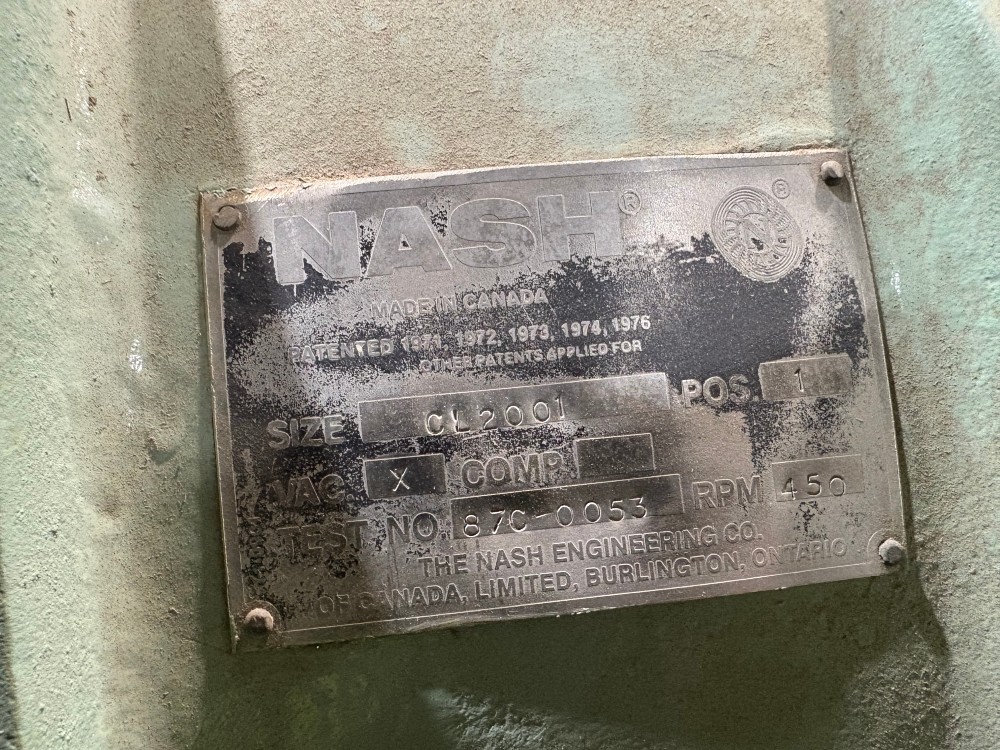 NASH®
®
MADE IN CANADA
PATENTED 1971, 1972, 1973, 1974, 1976
OTHER PATENTS APPLIED FOR
SIZE CL2001 POS. 1
VAC X COMP
TEST NO. 87C-0053 RPM 450
THE NASH ENGINEERING CO.
OF CANADA, LIMITED, BURLINGTON, ONTARIO